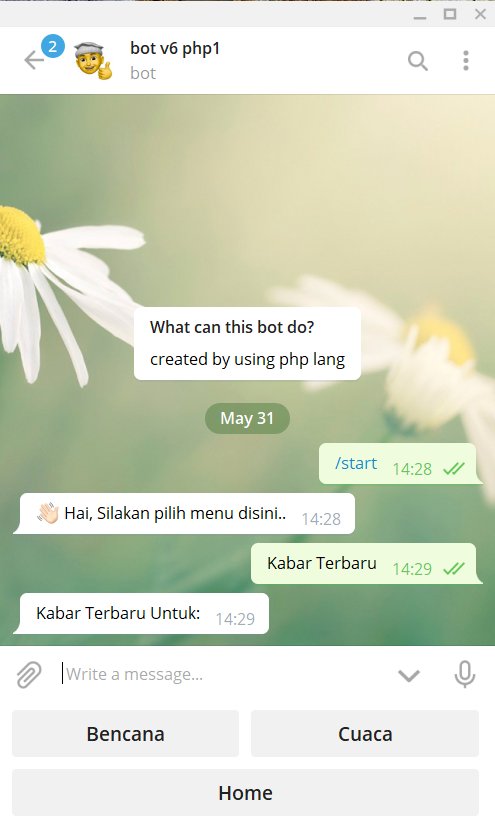 2
bot v6 php1
bot
What can this bot do?
created by using php lang
May 31
/start 14:28
👋🏻 Hai, Silakan pilih menu disini.. 14:28
Kabar Terbaru 14:29
Kabar Terbaru Untuk: 14:29
Write a message...
Bencana Cuaca
Home